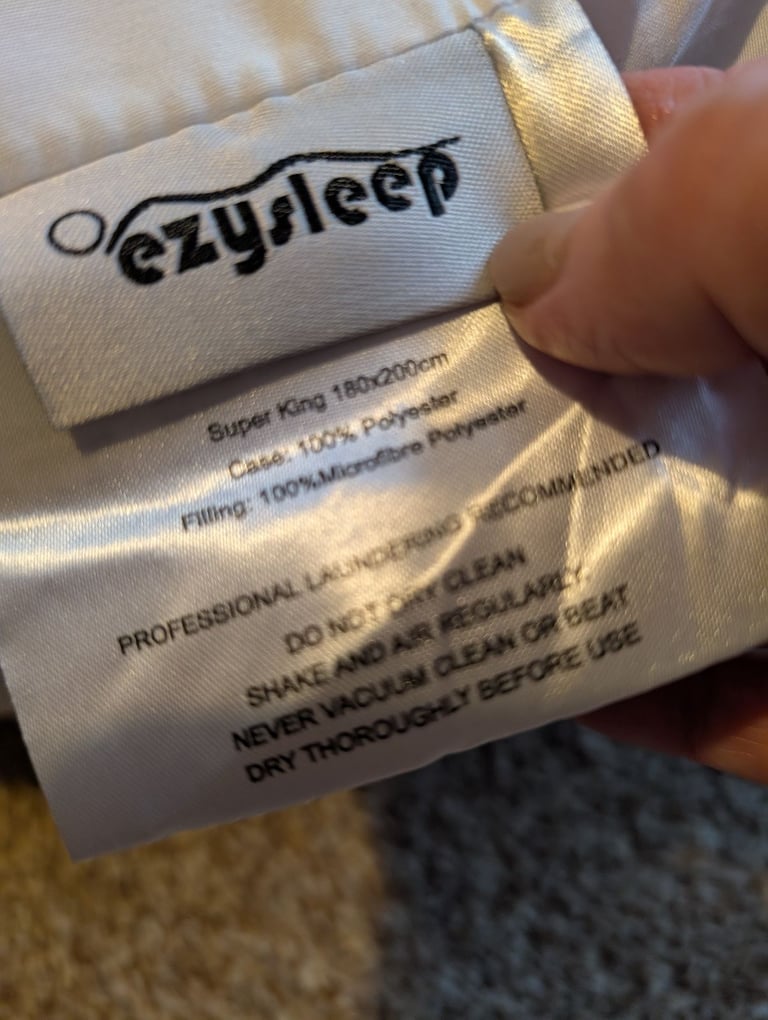 ezysleep
Super King 180x200cm
Case: 100% Polyester
Filling: 100%Microfibre Polyester
PROFESSIONAL LAUNDERING RECOMMENDED
DO NOT DRY CLEAN
SHAKE AND AIR REGULARLY.
NEVER VACUUM CLEAN OR BEAT
DRY THOROUGHLY BEFORE USE